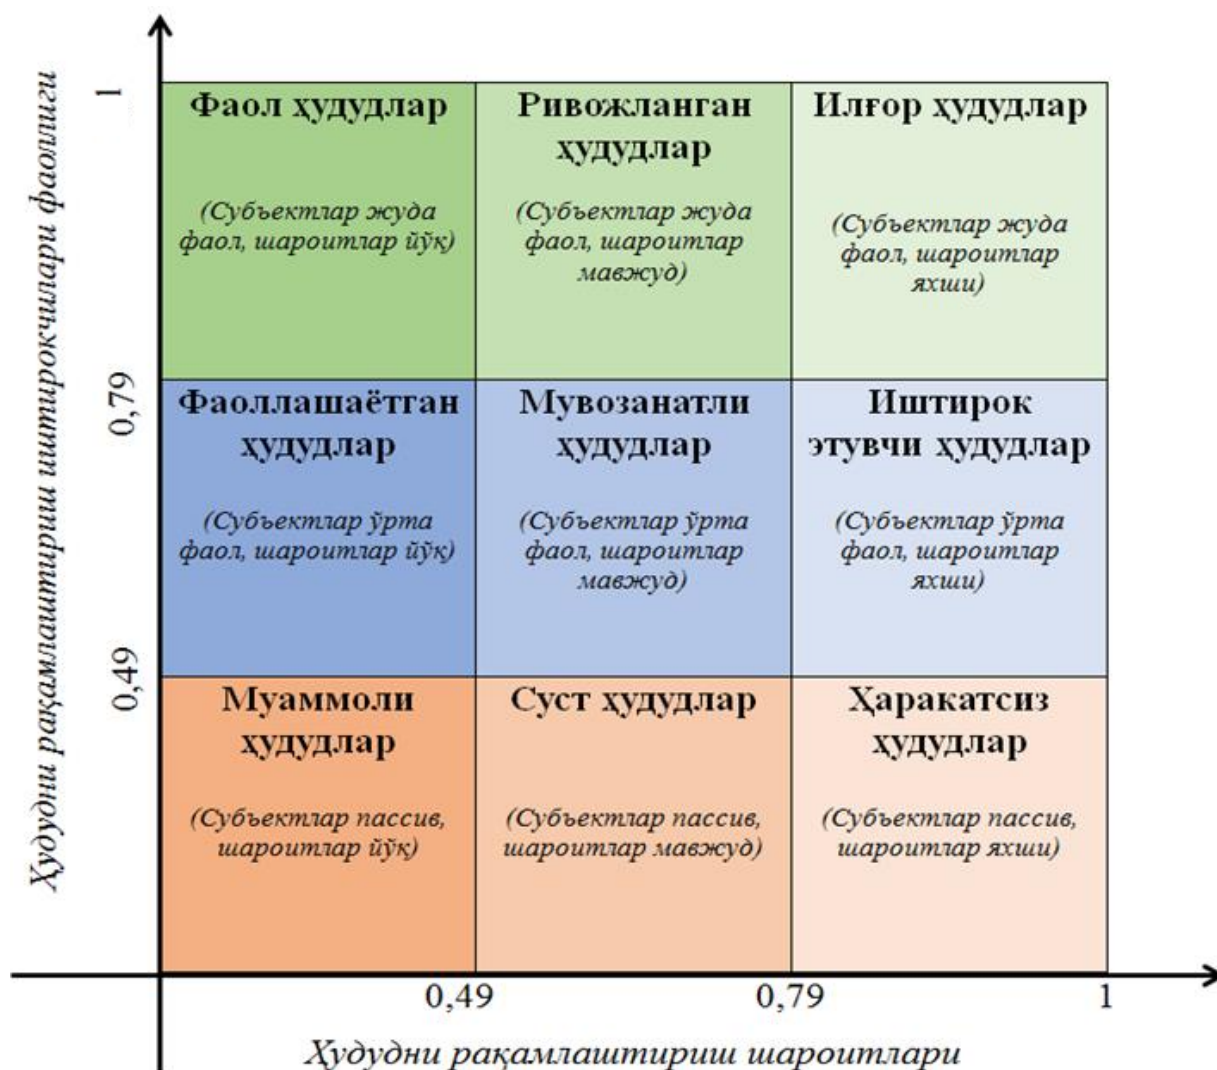 Ҳудудни рақамлаштириш иштирокчилари фаоллиги
1
0,79
0,49
Фаол ҳудудлар
(Субъектлар жуда
фаол, шароитлар йўқ)
Ривожланган
ҳудудлар
(Субъектлар жуда
фаол, шароитлар
мавжуд)
Илғор ҳудудлар
(Субъектлар жуда
фаол, шароитлар
яхши)
Фаоллашаётган
ҳудудлар
(Субъектлар ўрта
фаол, шароитлар йўқ)
Мувозанатли
ҳудудлар
(Субъектлар ўрта
фаол, шароитлар
мавжуд)
Иштирок
этувчи ҳудудлар
(Субъектлар ўрта
фаол, шароитлар
яхши)
Муаммоли
ҳудудлар
(Субъектлар пассив,
шароитлар йўқ)
Суст ҳудудлар
(Субъектлар пассив,
шароитлар мавжуд)
Ҳаракатсиз
ҳудудлар
(Субъектлар пассив,
шароитлар яхши)
0,49
0,79
1
Ҳудудни рақамлаштириш шароитлари